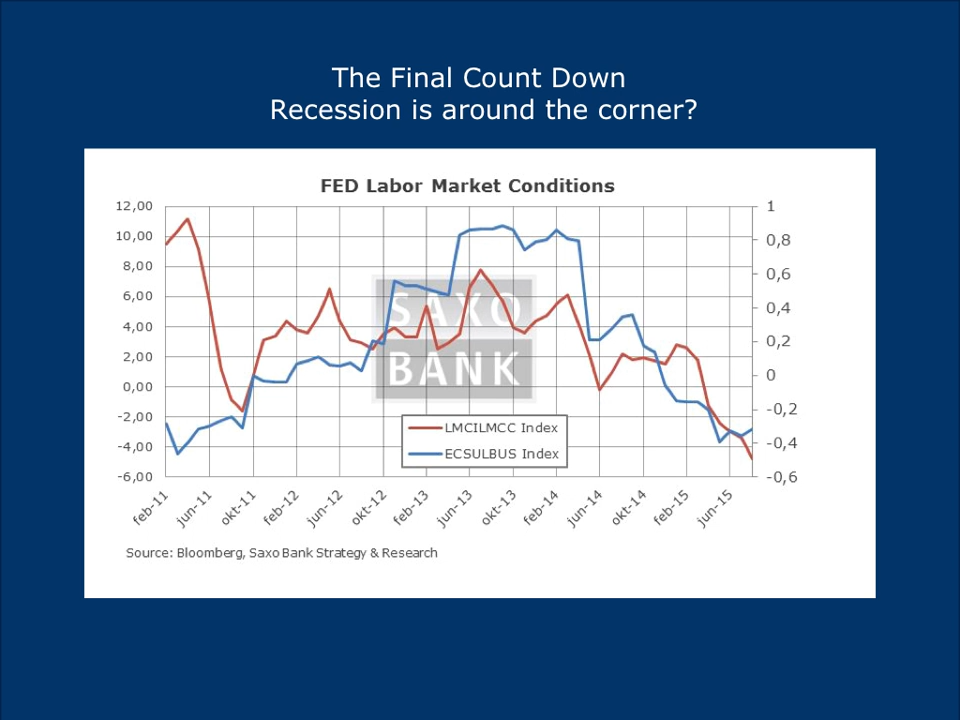 The Final Count Down
Recession is around the corner?
FED Labor Market Conditions
12,00
10,00
8,00
6,00
4,00
2,00
0,00
-2,00
-4,00
-6,00
1
0,8
0,6
0,4
0,2
0
-0,2
-0,4
-0,6
SAXO
BANK
LMCILMCC Index
ECSULBUS Index
feb-11
jun-11
okt-11
feb-12
jun-12
okt-12
feb-13
jun-13
okt-13
feb-14
jun-14
okt-14
feb-15
jun-15
Source: Bloomberg, Saxo Bank Strategy & Research